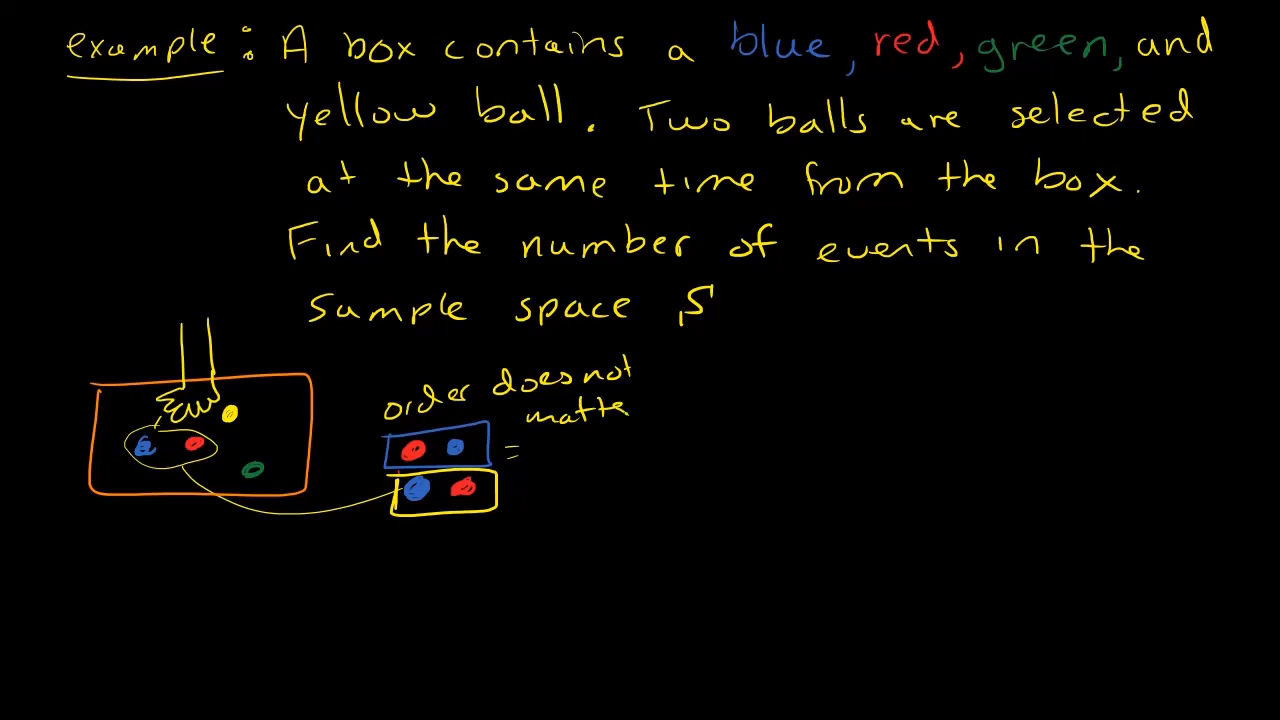 example: A box contains a blue, red, green, and
yellow ball. Two balls are selected
at the same time from the box.
Find the number of events in the
sample space S
order does not
matte
=